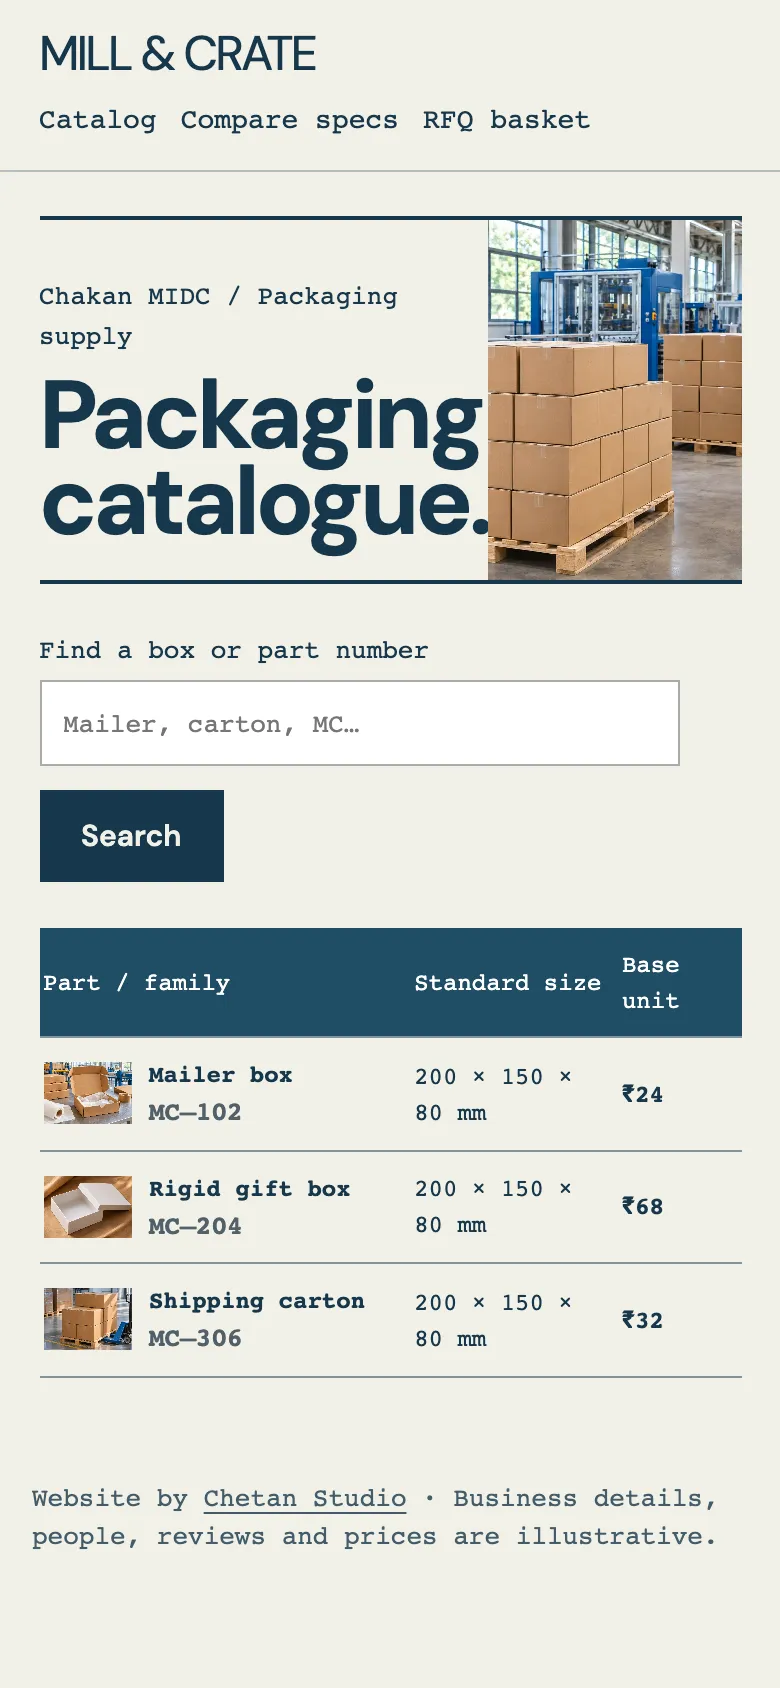 MILL & CRATE
Catalog Compare specs RFQ basket
Chakan MIDC / Packaging
supply
Packaging
catalogue.
Find a box or part number
Mailer, carton, MC…
Search
Part / family Standard size Base
unit
Mailer box
MC—102
200 × 150 ×
80 mm
₹24
Rigid gift box
MC—204
200 × 150 ×
80 mm
₹68
Shipping carton
MC—306
200 × 150 ×
80 mm
₹32
Website by Chetan Studio · Business details,
people, reviews and prices are illustrative.